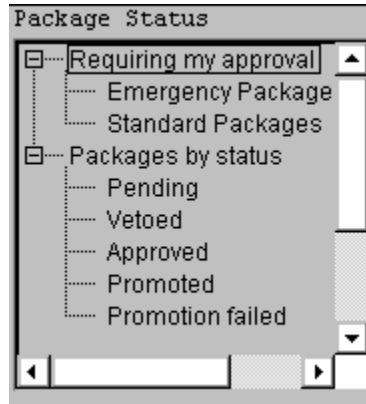 Package Status
Requiring my approval
Emergency Package
Standard Packages
Packages by status
Pending
Vetoed
Approved
Promoted
Promotion failed